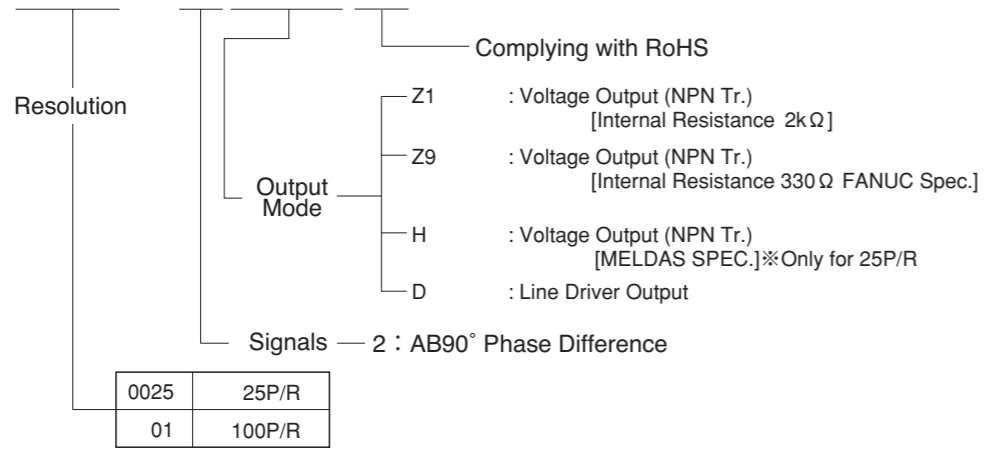 Complying with RoHS
Resolution
Z1 : Voltage Output (NPN Tr.)
[Internal Resistance 2kΩ]
Z9 : Voltage Output (NPN Tr.)
[Internal Resistance 330Ω FANUC Spec.]
Output
Mode
H : Voltage Output (NPN Tr.)
[MELDAS SPEC.]※Only for 25P/R
D : Line Driver Output
Signals 2：AB90° Phase Difference
0025 25P/R
01 100P/R